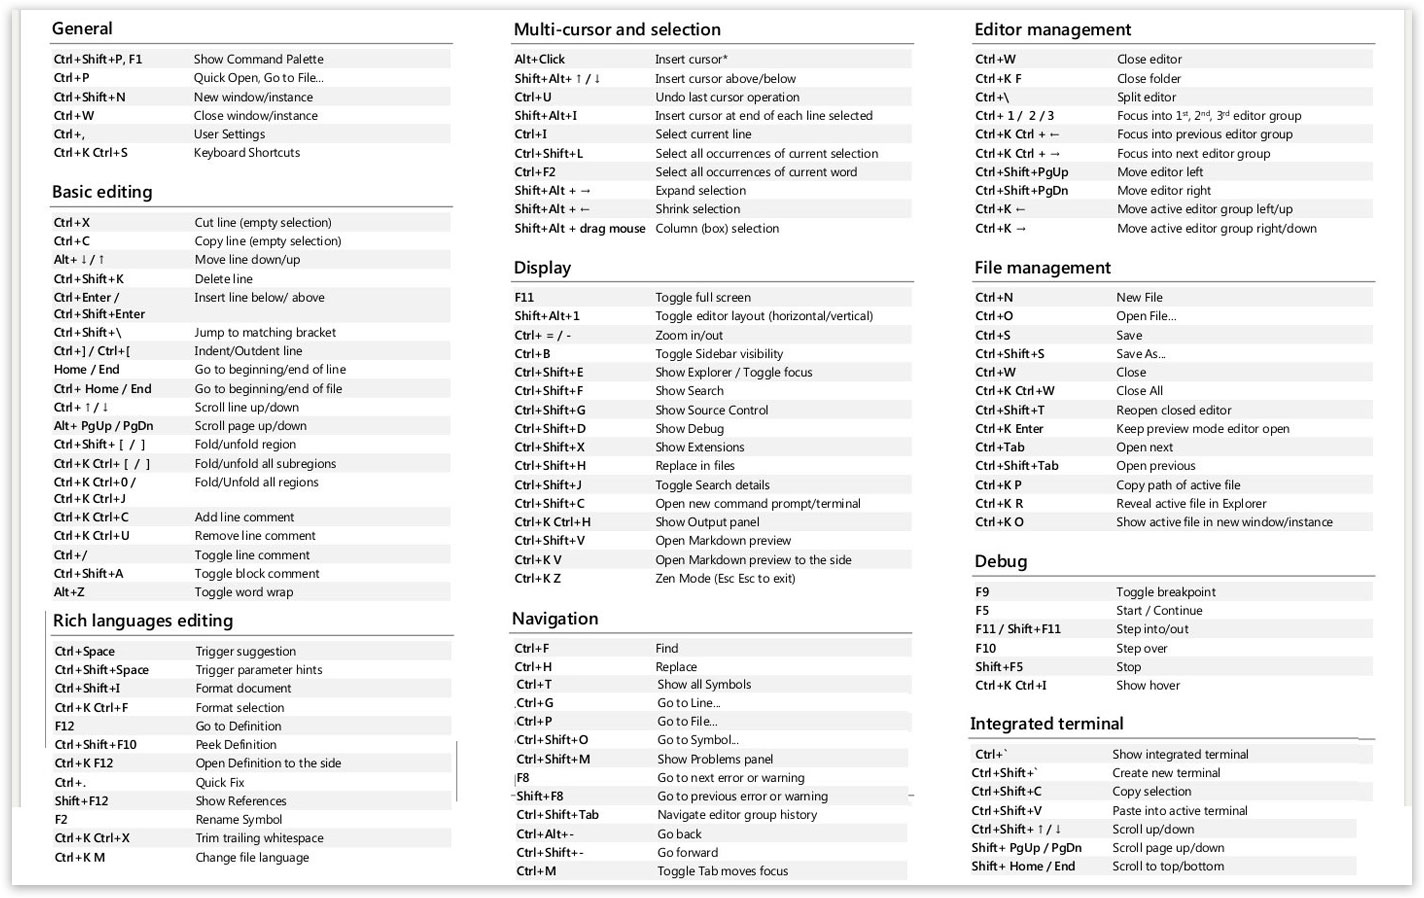 General
Ctrl+Shift+P, F1 Show Command Palette
Ctrl+P Quick Open, Go to File...
Ctrl+Shift+N New window/instance
Ctrl+W Close window/instance
Ctrl+, User Settings
Ctrl+K Ctrl+S Keyboard Shortcuts
Basic editing
Ctrl+X Cut line (empty selection)
Ctrl+C Copy line (empty selection)
Alt+ ↓ / ↑ Move line down/up
Ctrl+Shift+K Delete line
Ctrl+Enter / Insert line below/ above
Ctrl+Shift+Enter
Ctrl+Shift+\ Jump to matching bracket
Ctrl+] / Ctrl+[ Indent/Outdent line
Home / End Go to beginning/end of line
Ctrl+ Home / End Go to beginning/end of file
Ctrl+ ↑ / ↓ Scroll line up/down
Alt+ PgUp / PgDn Scroll page up/down
Ctrl+Shift+ [ / ] Fold/unfold region
Ctrl+K Ctrl+ [ / ] Fold/unfold all subregions
Ctrl+K Ctrl+0 / Fold/Unfold all regions
Ctrl+K Ctrl+J
Ctrl+K Ctrl+C Add line comment
Ctrl+K Ctrl+U Remove line comment
Ctrl+/ Toggle line comment
Ctrl+Shift+A Toggle block comment
Alt+Z Toggle word wrap
Rich languages editing
Ctrl+Space Trigger suggestion
Ctrl+Shift+Space Trigger parameter hints
Ctrl+Shift+I Format document
Ctrl+K Ctrl+F Format selection
F12 Go to Definition
Ctrl+Shift+F10 Peek Definition
Ctrl+K F12 Open Definition to the side
Ctrl+. Quick Fix
Shift+F12 Show References
F2 Rename Symbol
Ctrl+K Ctrl+X Trim trailing whitespace
Ctrl+K M Change file language
Multi-cursor and selection
Alt+Click Insert cursor*
Shift+Alt+ ↑ / ↓ Insert cursor above/below
Ctrl+U Undo last cursor operation
Shift+Alt+I Insert cursor at end of each line selected
Ctrl+I Select current line
Ctrl+Shift+L Select all occurrences of current selection
Ctrl+F2 Select all occurrences of current word
Shift+Alt + → Expand selection
Shift+Alt + ← Shrink selection
Shift+Alt + drag mouse Column (box) selection
Display
F11 Toggle full screen
Shift+Alt+1 Toggle editor layout (horizontal/vertical)
Ctrl+ = / - Zoom in/out
Ctrl+B Toggle Sidebar visibility
Ctrl+Shift+E Show Explorer / Toggle focus
Ctrl+Shift+F Show Search
Ctrl+Shift+G Show Source Control
Ctrl+Shift+D Show Debug
Ctrl+Shift+X Show Extensions
Ctrl+Shift+H Replace in files
Ctrl+Shift+J Toggle Search details
Ctrl+Shift+C Open new command prompt/terminal
Ctrl+K Ctrl+H Show Output panel
Ctrl+Shift+V Open Markdown preview
Ctrl+K V Open Markdown preview to the side
Ctrl+K Z Zen Mode (Esc Esc to exit)
Navigation
Ctrl+F Find
Ctrl+H Replace
Ctrl+T Show all Symbols
Ctrl+G Go to Line...
Ctrl+P Go to File...
Ctrl+Shift+O Go to Symbol...
Ctrl+Shift+M Show Problems panel
F8 Go to next error or warning
Shift+F8 Go to previous error or warning
Ctrl+Shift+Tab Navigate editor group history
Ctrl+Alt+- Go back
Ctrl+Shift+- Go forward
Ctrl+M Toggle Tab moves focus
Editor management
Ctrl+W Close editor
Ctrl+K F Close folder
Ctrl+\ Split editor
Ctrl+ 1 / 2 / 3 Focus into 1st, 2nd, 3rd editor group
Ctrl+K Ctrl + ← Focus into previous editor group
Ctrl+K Ctrl + → Focus into next editor group
Ctrl+Shift+PgUp Move editor left
Ctrl+Shift+PgDn Move editor right
Ctrl+K ← Move active editor group left/up
Ctrl+K → Move active editor group right/down
File management
Ctrl+N New File
Ctrl+O Open File...
Ctrl+S Save
Ctrl+Shift+S Save As...
Ctrl+W Close
Ctrl+K Ctrl+W Close All
Ctrl+Shift+T Reopen closed editor
Ctrl+K Enter Keep preview mode editor open
Ctrl+Tab Open next
Ctrl+Shift+Tab Open previous
Ctrl+K P Copy path of active file
Ctrl+K R Reveal active file in Explorer
Ctrl+K O Show active file in new window/instance
Debug
F9 Toggle breakpoint
F5 Start / Continue
F11 / Shift+F11 Step into/out
F10 Step over
Shift+F5 Stop
Ctrl+K Ctrl+I Show hover
Integrated terminal
Ctrl+` Show integrated terminal
Ctrl+Shift+` Create new terminal
Ctrl+Shift+C Copy selection
Ctrl+Shift+V Paste into active terminal
Ctrl+Shift+ ↑ / ↓ Scroll up/down
Shift+ PgUp / PgDn Scroll page up/down
Shift+ Home / End Scroll to top/bottom